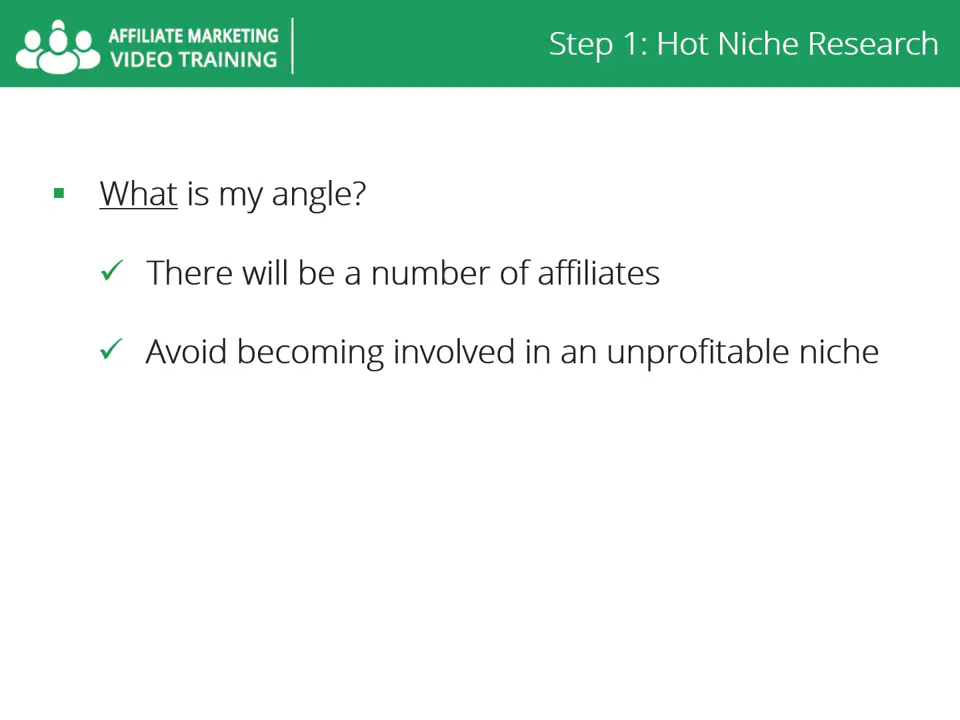 AFFILIATE MARKETING
VIDEO TRAINING
Step 1: Hot Niche Research
What is my angle?
There will be a number of affiliates
Avoid becoming involved in an unprofitable niche